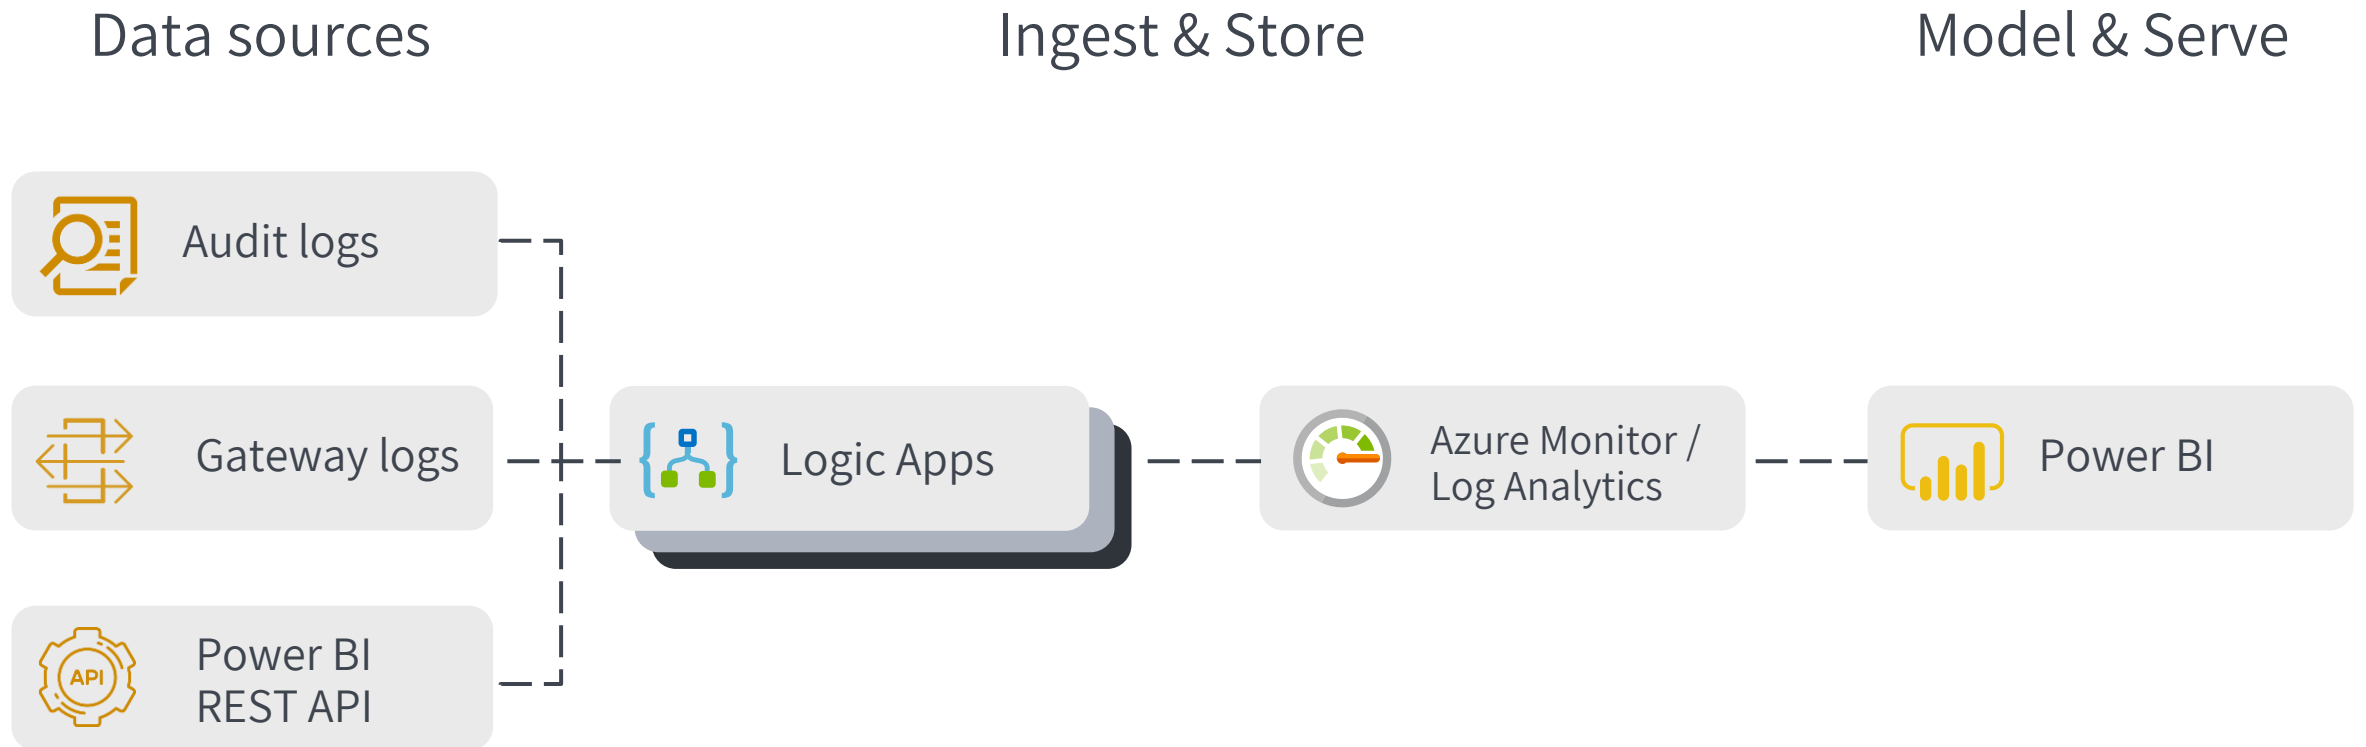 Data sources
Ingest & Store
Model & Serve
Audit logs
Gateway logs
Logic Apps
Azure Monitor /
Log Analytics
Power BI
API
Power BI
REST API